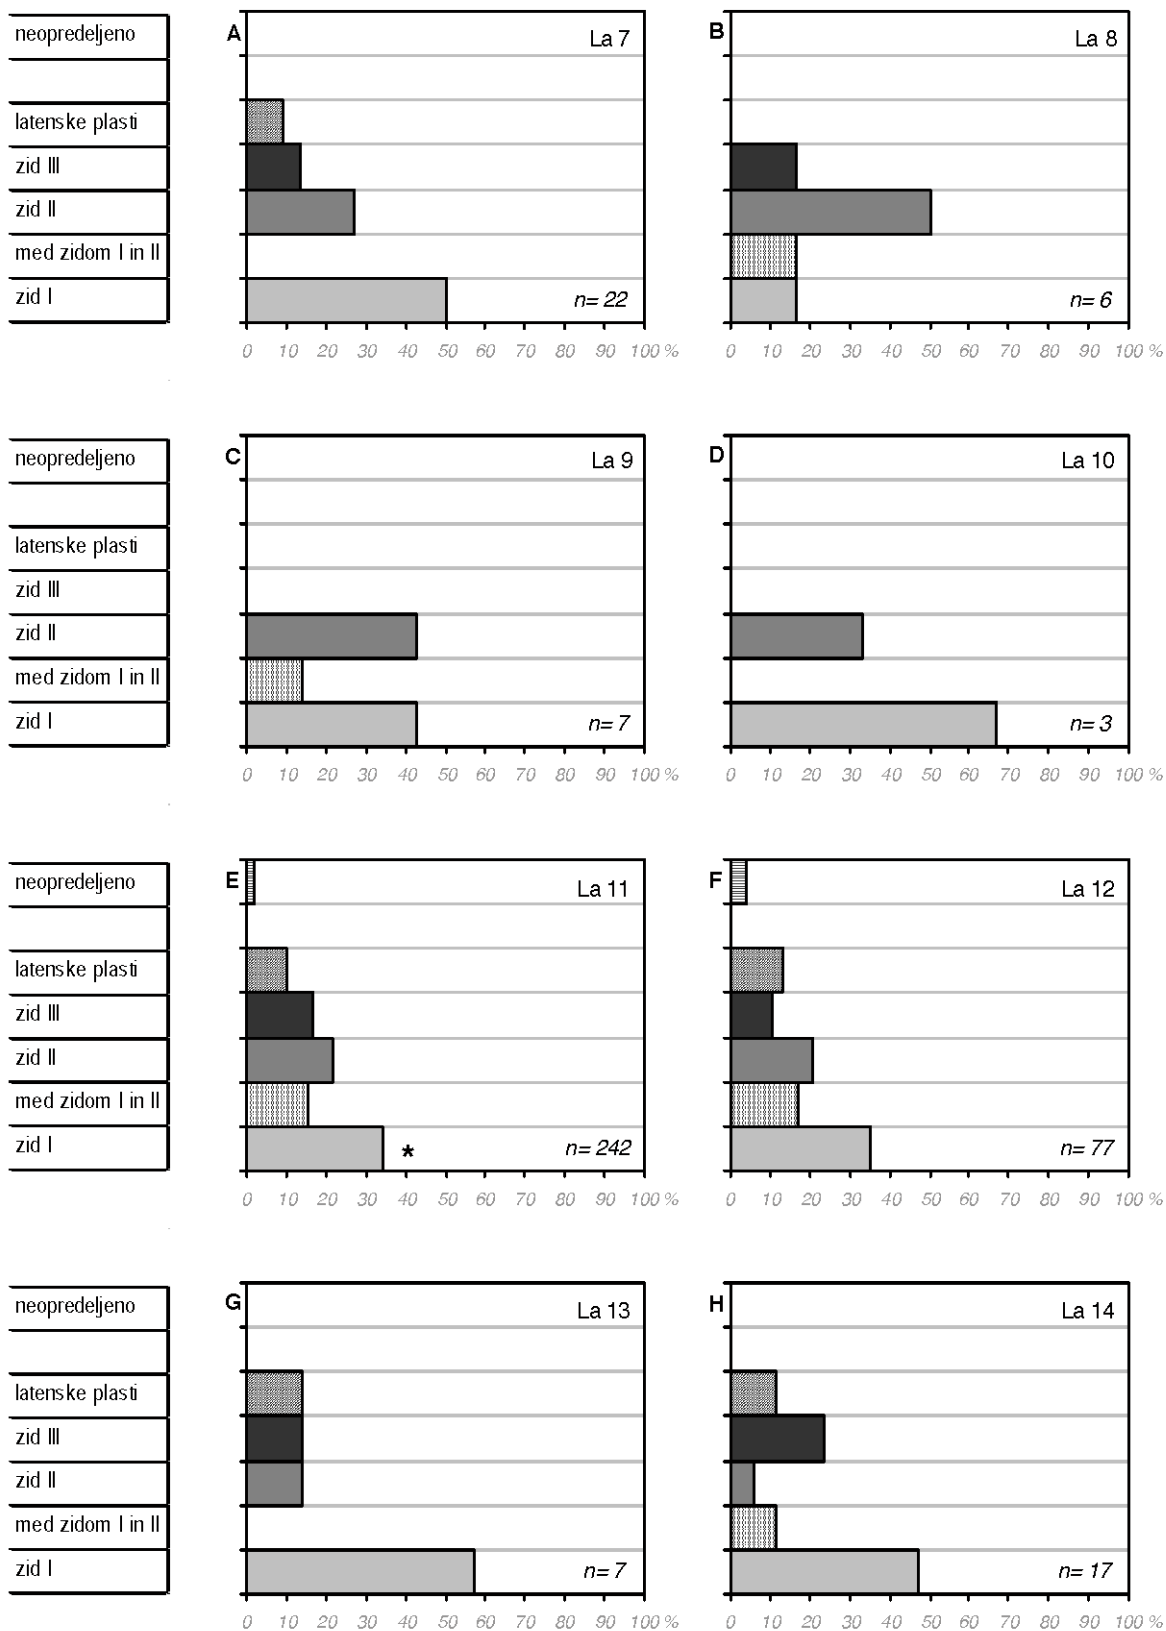 neopredeljeno
latenske plasti
zid III
zid II
med zidom I in II
zid I
A
La 7
n= 22
0 10 20 30 40 50 60 70 80 90 100 %
B
La 8
n= 6
0 10 20 30 40 50 60 70 80 90 100 %
neopredeljeno
latenske plasti
zid III
zid II
med zidom I in II
zid I
C
La 9
n= 7
0 10 20 30 40 50 60 70 80 90 100 %
D
La 10
n= 3
0 10 20 30 40 50 60 70 80 90 100 %
neopredeljeno
latenske plasti
zid III
zid II
med zidom I in II
zid I
E
La 11
*
n= 242
0 10 20 30 40 50 60 70 80 90 100 %
F
La 12
n= 77
0 10 20 30 40 50 60 70 80 90 100 %
neopredeljeno
latenske plasti
zid III
zid II
med zidom I in II
zid I
G
La 13
n= 7
0 10 20 30 40 50 60 70 80 90 100 %
H
La 14
n= 17
0 10 20 30 40 50 60 70 80 90 100 %